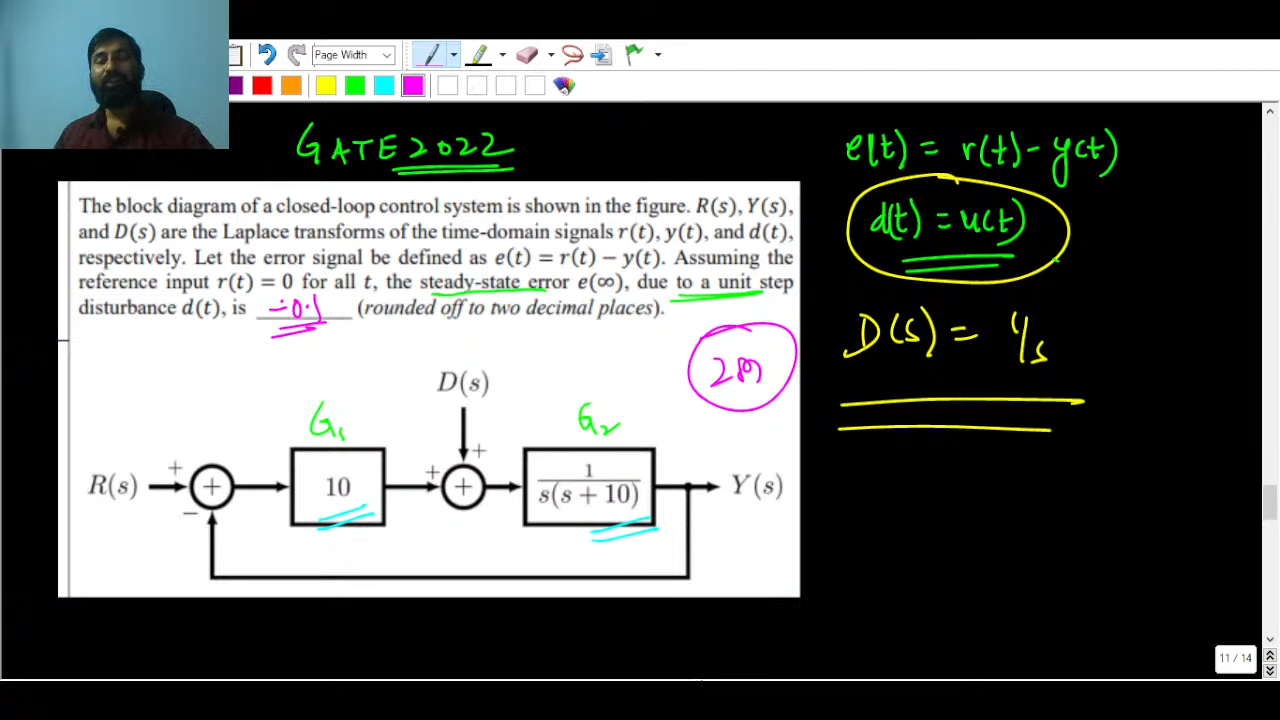 Page Width
GATE 2022
The block diagram of a closed-loop control system is shown in the figure. R(s), Y(s),
and D(s) are the Laplace transforms of the time-domain signals r(t), y(t), and d(t),
respectively. Let the error signal be defined as e(t) = r(t) − y(t). Assuming the
reference input r(t) = 0 for all t, the steady-state error e(∞), due to a unit step
disturbance d(t), is -0.1 (rounded off to two decimal places).
e(t) = r(t) - y(t)
d(t) = u(t)
D(s) = 1/s
2M
D(s)
G1
G2
R(s)
+
−
+
10
+
+
+
1
s(s + 10)
Y(s)
11 / 14